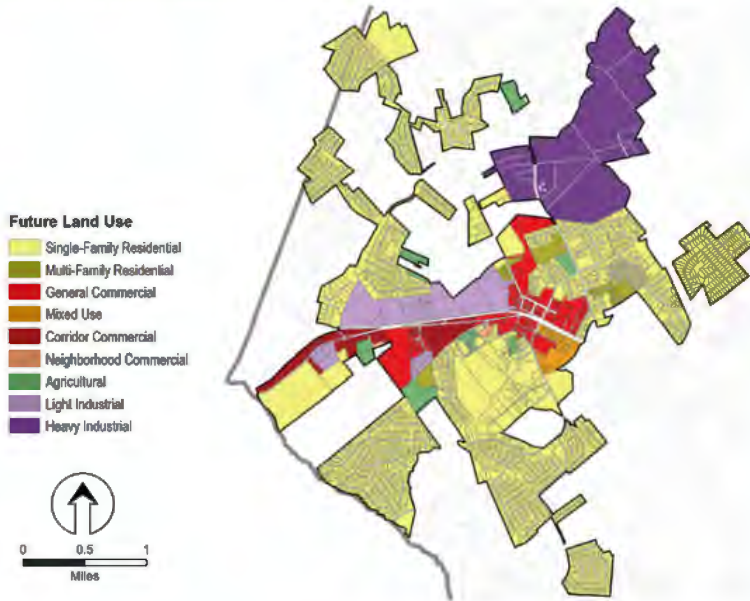 Future Land Use
Single-Family Residential
Multi-Family Residential
General Commercial
Mixed Use
Corridor Commercial
Neighborhood Commercial
Agricultural
Light Industrial
Heavy Industrial
0 0.5 1
Miles